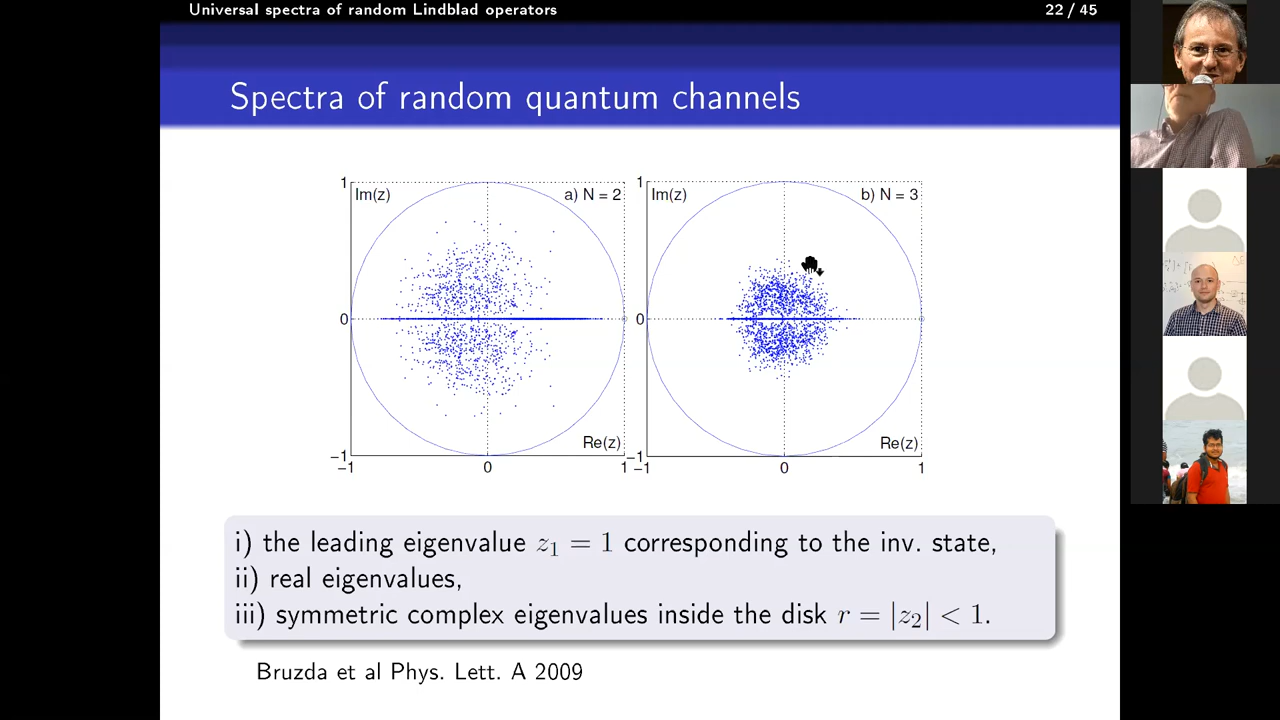 Universal spectra of random Lindblad operators
22 / 45
Spectra of random quantum channels
1
Im(z)
a) N = 2
0
−1
−1
0
1
Re(z)
1
Im(z)
b) N = 3
0
−1
−1
0
1
Re(z)
i) the leading eigenvalue z₁ = 1 corresponding to the inv. state,
ii) real eigenvalues,
iii) symmetric complex eigenvalues inside the disk r = |z₂| < 1.
Bruzda et al Phys. Lett. A 2009